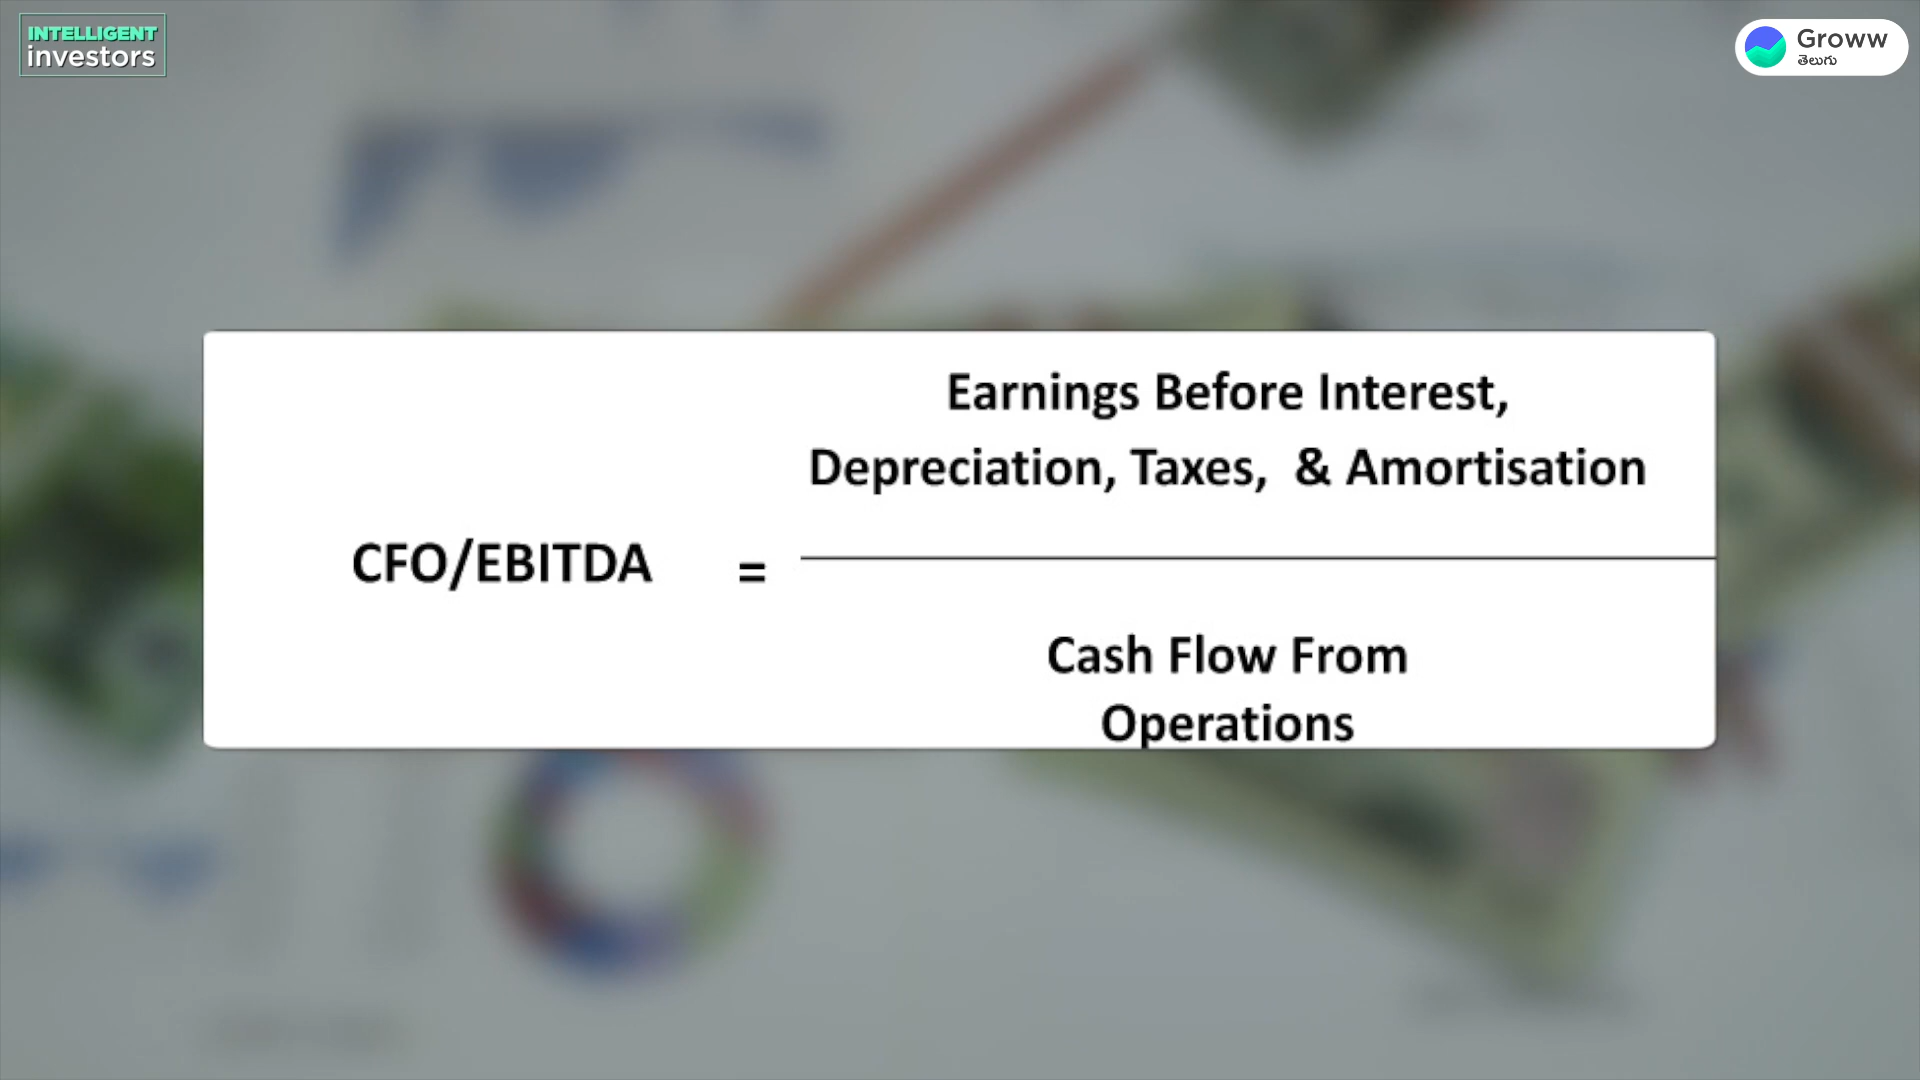 INTELLIGENT
investors
Groww
తెలుగు
Earnings Before Interest,
Depreciation, Taxes, & Amortisation
CFO/EBITDA =
Cash Flow From
Operations